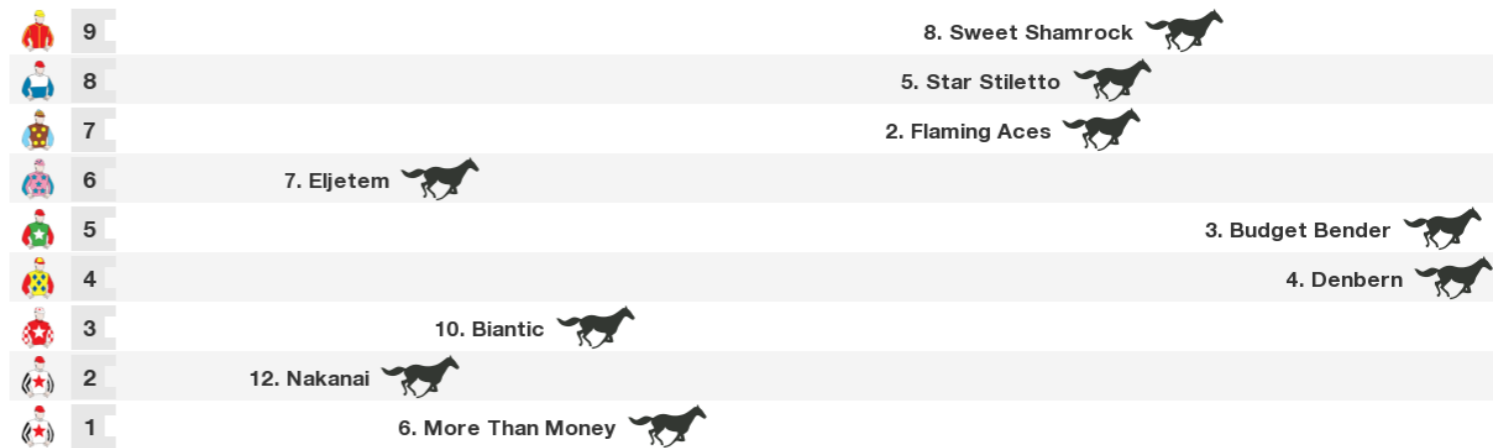 9 8. Sweet Shamrock
8 5. Star Stiletto
7 2. Flaming Aces
6 7. Eljetem
5 3. Budget Bender
4 4. Denbern
3 10. Biantic
2 12. Nakanai
1 6. More Than Money